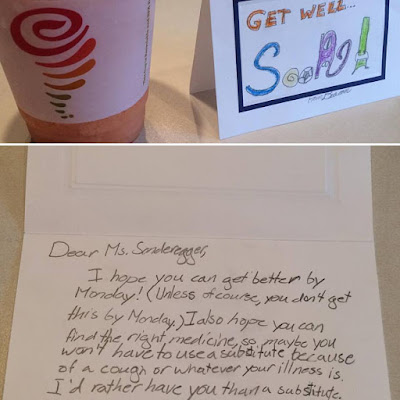 GET WELL...
SOON!
Dear Ms. Smderegger,
I hope you can get better by
Monday! (Unless of course, you don't get
this by Monday.) I also hope you can
find the right medicine, so maybe you
won't have to use a substitute because
of a cough or whatever your illness is.
I'd rather have you than a substitute.